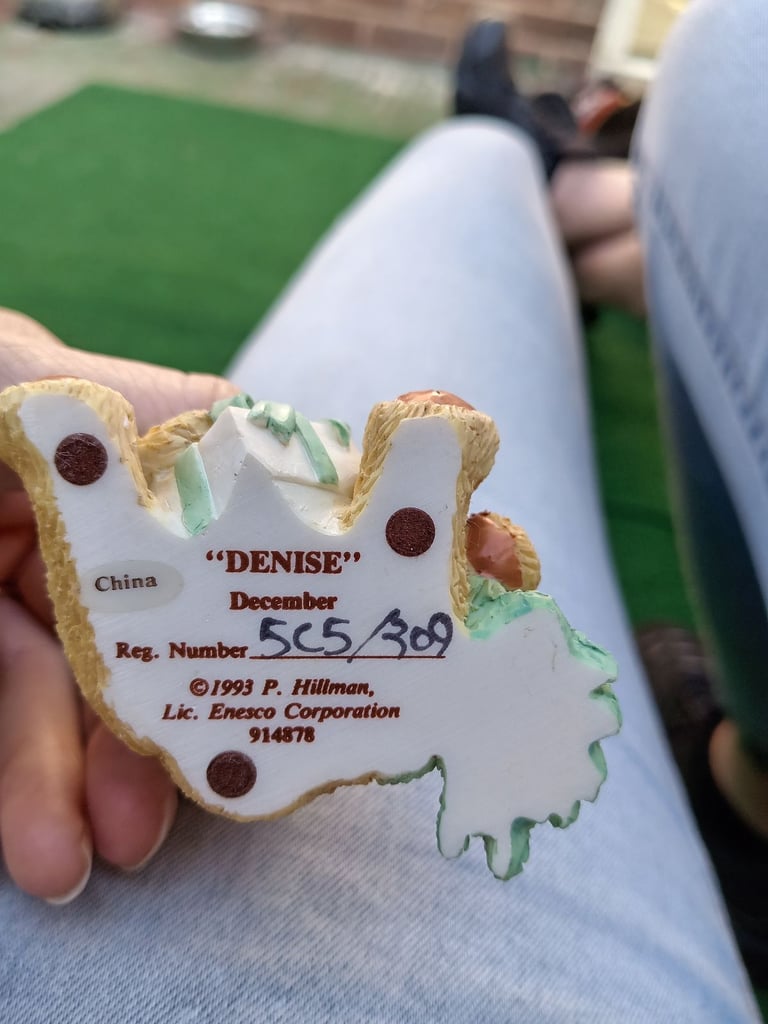 “DENISE”
China
December
Reg. Number 5C5/309
©1993 P. Hillman,
Lic. Enesco Corporation
914878